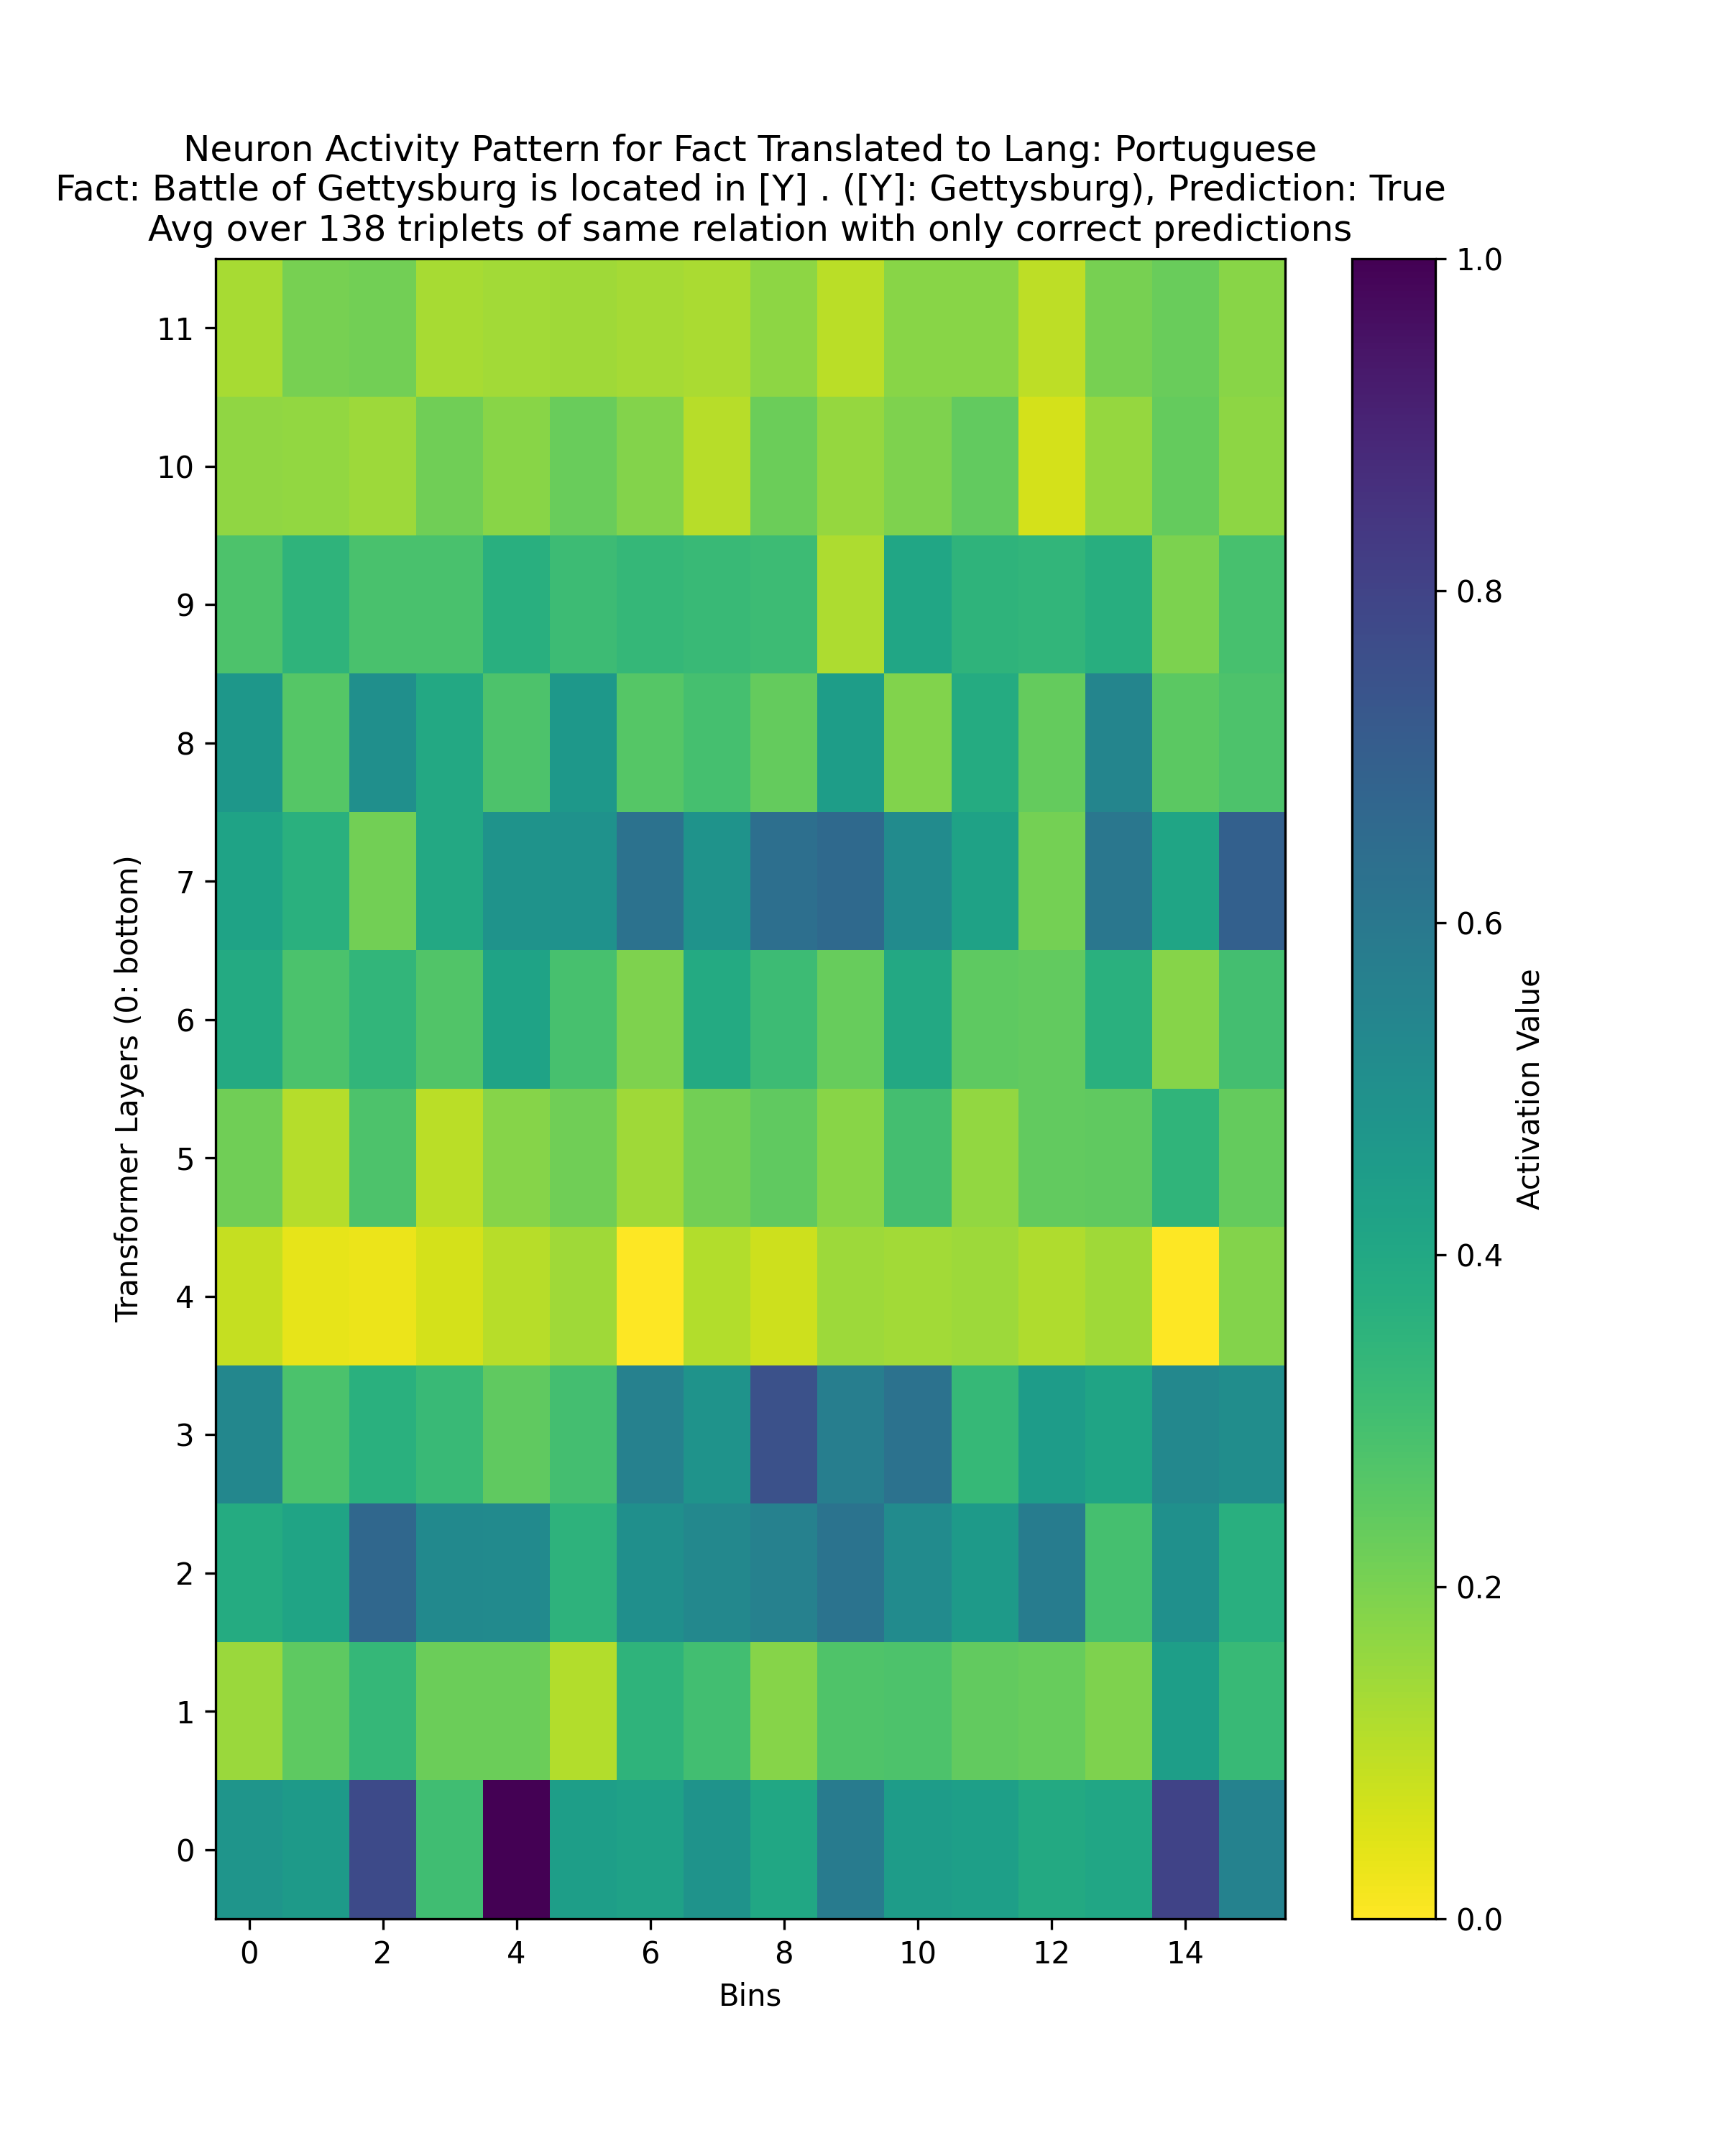 Neuron Activity Pattern for Fact Translated to Lang: Portuguese
Fact: Battle of Gettysburg is located in [Y] . ([Y]: Gettysburg), Prediction: True
Avg over 138 triplets of same relation with only correct predictions
Transformer Layers (0: bottom)
11
10
9
8
7
6
5
4
3
2
1
0
0 2 4 6 8 10 12 14
Bins
1.0
0.8
0.6
0.4
0.2
0.0
Activation Value